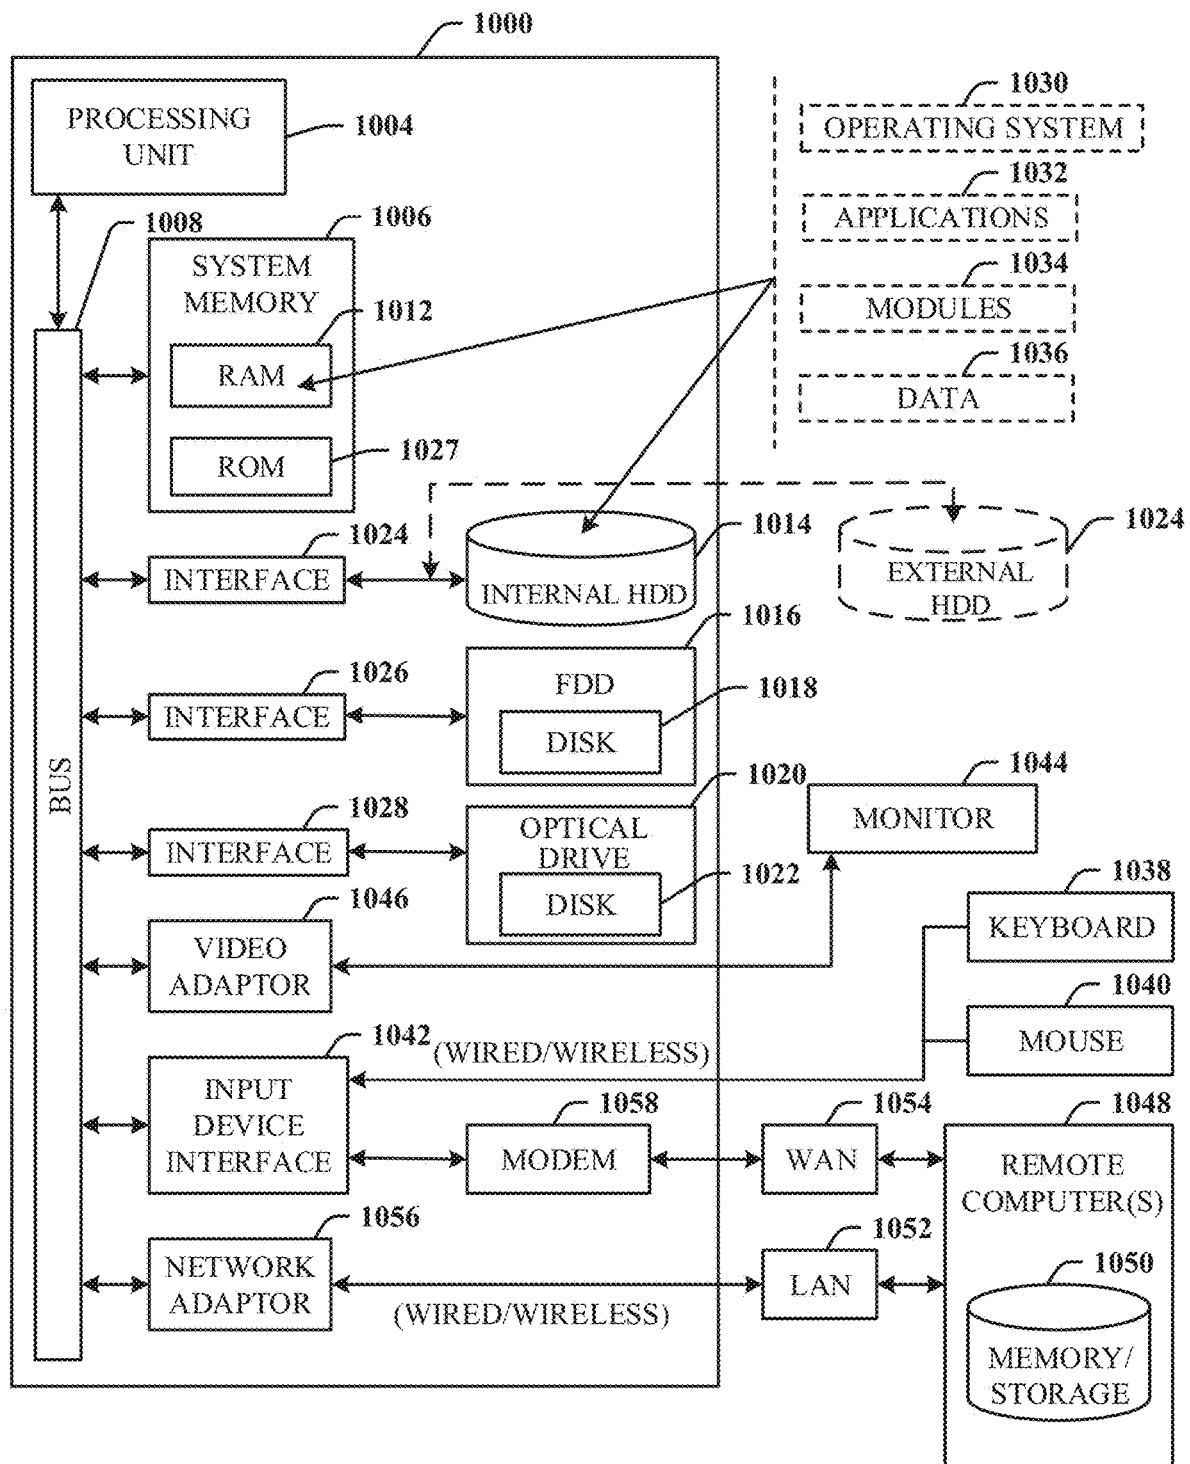 1000
PROCESSING
UNIT
1004
1030
OPERATING SYSTEM
1032
APPLICATIONS
1034
MODULES
1036
DATA
1008
1006
SYSTEM
MEMORY
1012
RAM
ROM
1027
1024
INTERFACE
1014
INTERNAL HDD
1024
EXTERNAL
HDD
1026
INTERFACE
1016
FDD
1018
DISK
BUS
1028
INTERFACE
1020
OPTICAL
DRIVE
1022
DISK
1044
MONITOR
1046
VIDEO
ADAPTOR
1038
KEYBOARD
1040
MOUSE
1042
(WIRED/WIRELESS)
INPUT
DEVICE
INTERFACE
1058
MODEM
1054
WAN
1048
REMOTE
COMPUTER(S)
1056
NETWORK
ADAPTOR
(WIRED/WIRELESS)
1052
LAN
1050
MEMORY/
STORAGE